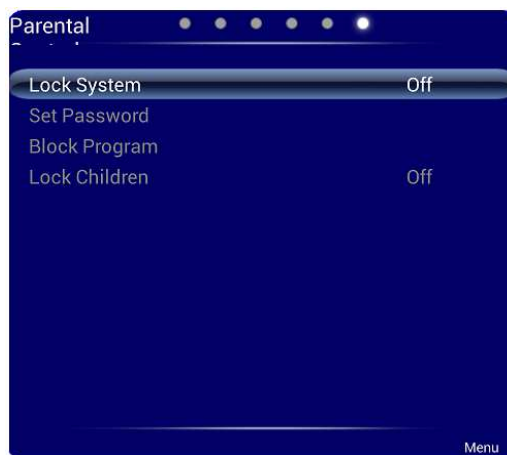 Parental
Lock System Off
Set Password
Block Program
Lock Children Off
Menu